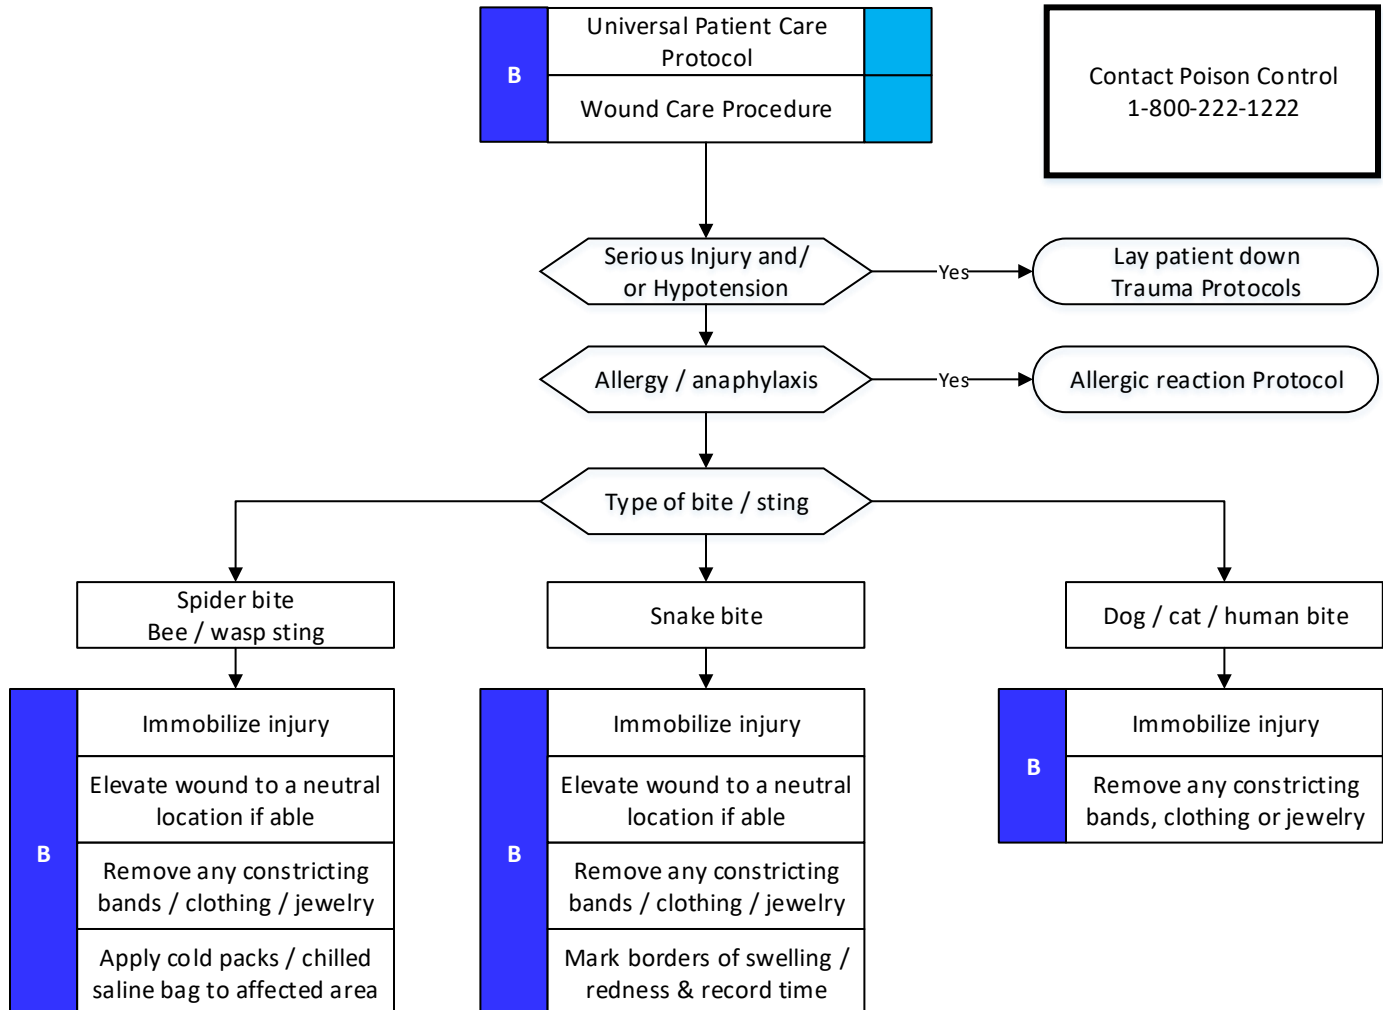 Universal Patient Care
Protocol
B
Wound Care Procedure
Contact Poison Control
1-800-222-1222
Serious Injury and/
or Hypotension
Yes
Lay patient down
Trauma Protocols
Allergy / anaphylaxis
Yes
Allergic reaction Protocol
Type of bite / sting
Spider bite
Bee / wasp sting
Snake bite
Dog / cat / human bite
B
Immobilize injury
Elevate wound to a neutral
location if able
Remove any constricting
bands / clothing / jewelry
Apply cold packs / chilled
saline bag to affected area
B
Immobilize injury
Elevate wound to a neutral
location if able
Remove any constricting
bands / clothing / jewelry
Mark borders of swelling /
redness & record time
B
Immobilize injury
Remove any constricting
bands, clothing or jewelry